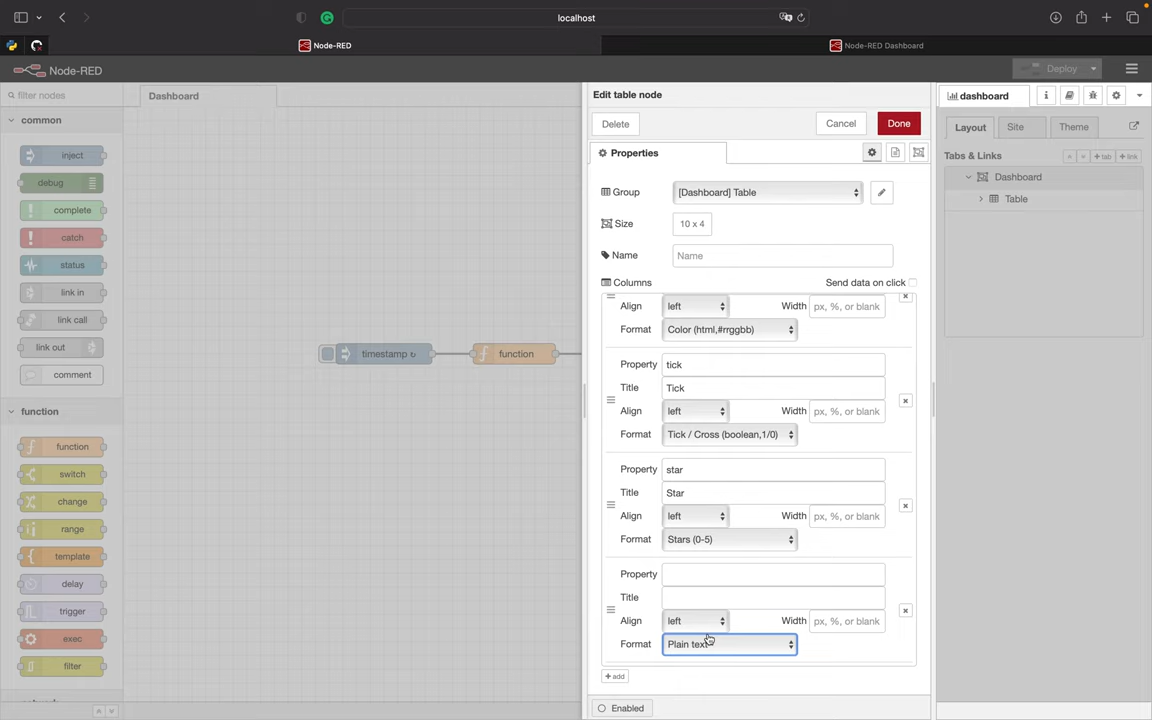 localhost
Node-RED
Node-RED Dashboard
Node-RED
Deploy
filter nodes
Dashboard
common
inject
debug
complete
catch
status
link in
link call
link out
comment
function
function
switch
change
range
template
delay
trigger
exec
filter
timestamp ↻
function
Edit table node
Delete
Cancel
Done
Properties
Group
[Dashboard] Table
Size
10 x 4
Name
Name
Columns
Send data on click
Align
left
Width
px, %, or blank
Format
Color (html,#rrggbb)
Property
tick
Title
Tick
Align
left
Width
px, %, or blank
Format
Tick / Cross (boolean,1/0)
Property
star
Title
Star
Align
left
Width
px, %, or blank
Format
Stars (0-5)
Property
Title
Align
left
Width
px, %, or blank
Format
Plain text
+ add
Enabled
dashboard
i
Layout
Site
Theme
Tabs & Links
+ tab
+ link
Dashboard
Table